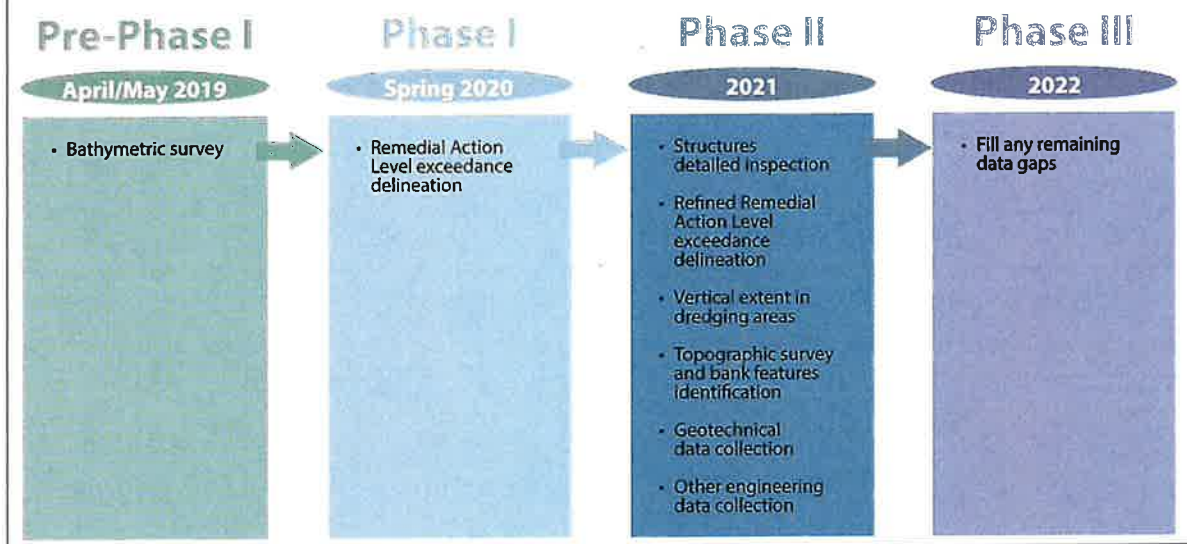 Pre-Phase I
April/May 2019
• Bathymetric survey
Phase I
Spring 2020
• Remedial Action
Level exceedance
delineation
Phase II
2021
• Structures
detailed inspection
• Refined Remedial
Action Level
exceedance
delineation
• Vertical extent in
dredging areas
• Topographic survey
and bank features
identification
• Geotechnical
data collection
• Other engineering
data collection
Phase III
2022
• Fill any remaining
data gaps